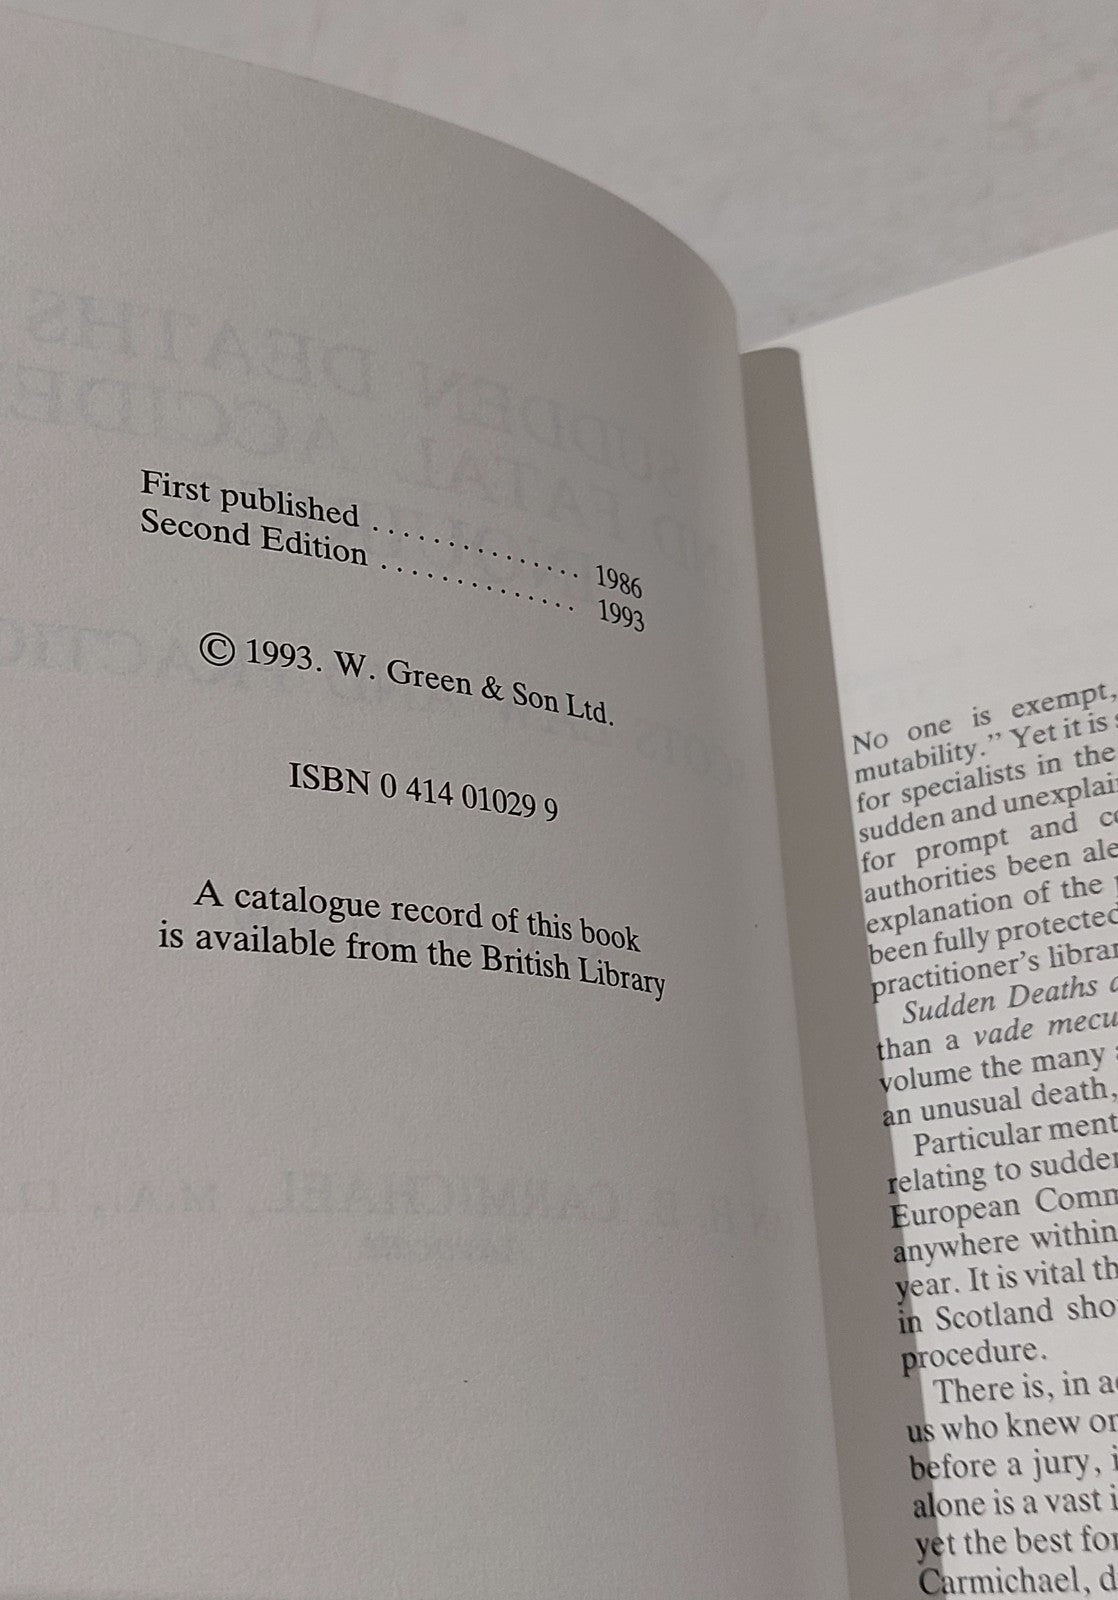 First published ............... 1986
Second Edition .............. 1993
© 1993. W. Green & Son Ltd.
ISBN 0 414 01029 9
A catalogue record of this book
is available from the British Library
No one is exempt,
mutability.” Yet it is
for specialists in the
sudden and unexplai
for prompt and c
authorities been ale
explanation of the
been fully protected
practitioner’s librar
Sudden Deaths a
than a vade mecu
volume the many
an unusual death,
Particular ment
relating to sudde
European Comm
anywhere within
year. It is vital th
in Scotland sho
procedure.
There is, in a
us who knew or
before a jury, i
alone is a vast i
yet the best for
Carmichael, d